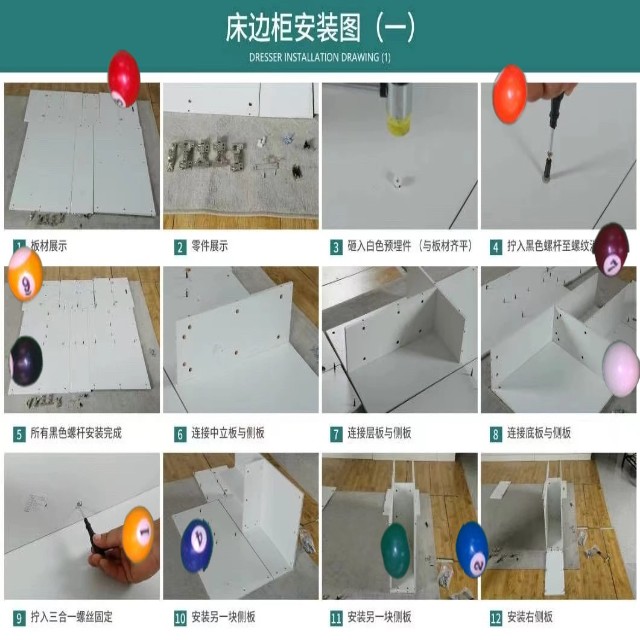 床边柜安装图（一）
DRESSER INSTALLATION DRAWING (1)
1 板材展示
2 零件展示
3 砸入白色预埋件 （与板材齐平）
4 拧入黑色螺杆至螺纹
5 所有黑色螺杆安装完成
6 连接中立板与侧板
7 连接层板与侧板
8 连接底板与侧板
9 拧入三合一螺丝固定
10 安装另一块侧板
11 安装另一块侧板
12 安装右侧板
6
7
1
4
2